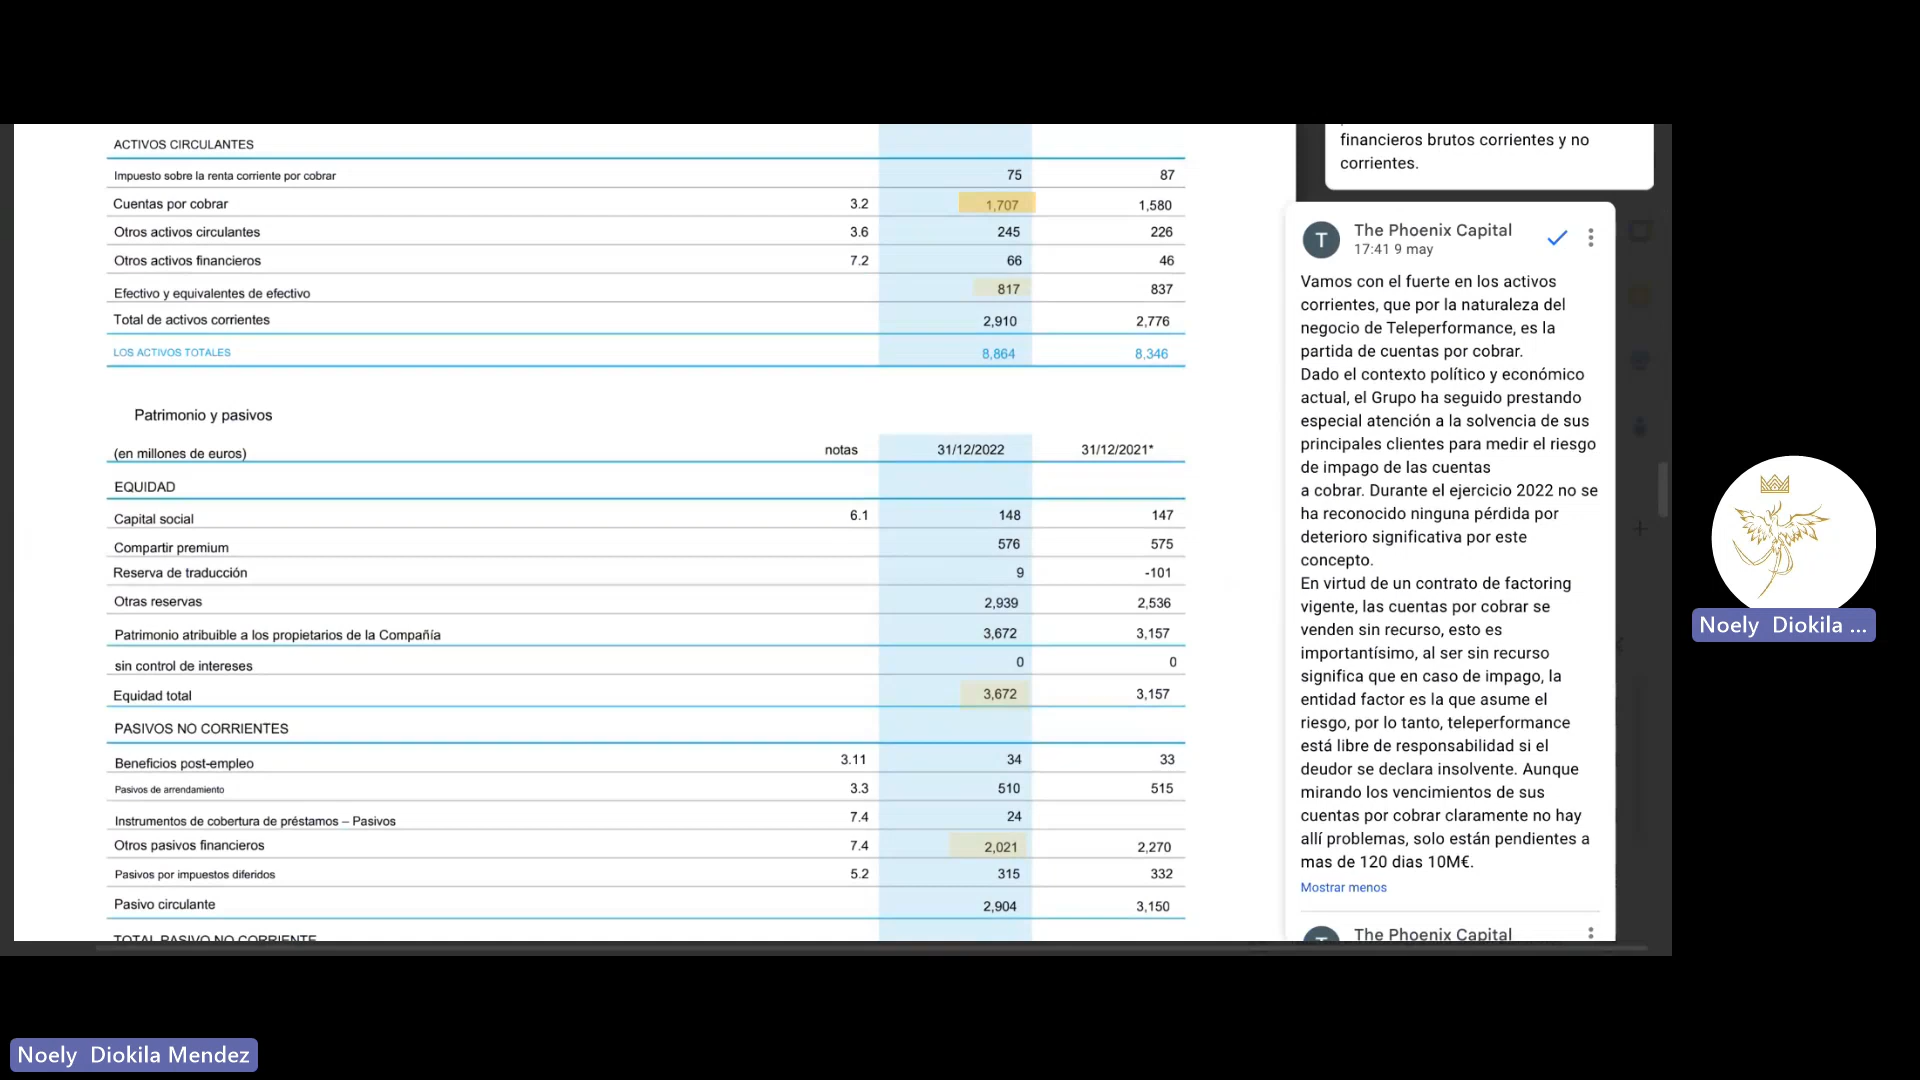 ACTIVOS CIRCULANTES
Impuesto sobre la renta corriente por cobrar 75 87
Cuentas por cobrar 3.2 1,707 1,580
Otros activos circulantes 3.6 245 226
Otros activos financieros 7.2 66 46
Efectivo y equivalentes de efectivo 817 837
Total de activos corrientes 2,910 2,776
LOS ACTIVOS TOTALES 8,864 8,346
Patrimonio y pasivos
(en millones de euros) notas 31/12/2022 31/12/2021*
EQUIDAD
Capital social 6.1 148 147
Compartir premium 576 575
Reserva de traducción 9 -101
Otras reservas 2,939 2,536
Patrimonio atribuible a los propietarios de la Compañía 3,672 3,157
sin control de intereses 0 0
Equidad total 3,672 3,157
PASIVOS NO CORRIENTES
Beneficios post-empleo 3.11 34 33
Pasivos de arrendamiento 3.3 510 515
Instrumentos de cobertura de préstamos – Pasivos 7.4 24
Otros pasivos financieros 7.4 2,021 2,270
Pasivos por impuestos diferidos 5.2 315 332
Pasivo circulante 2,904 3,150
TOTAL PASIVO NO CORRIENTE
financieros brutos corrientes y no
corrientes.
T
The Phoenix Capital
17:41 9 may
Vamos con el fuerte en los activos
corrientes, que por la naturaleza del
negocio de Teleperformance, es la
partida de cuentas por cobrar.
Dado el contexto político y económico
actual, el Grupo ha seguido prestando
especial atención a la solvencia de sus
principales clientes para medir el riesgo
de impago de las cuentas
a cobrar. Durante el ejercicio 2022 no se
ha reconocido ninguna pérdida por
deterioro significativa por este
concepto.
En virtud de un contrato de factoring
vigente, las cuentas por cobrar se
venden sin recurso, esto es
importantísimo, al ser sin recurso
significa que en caso de impago, la
entidad factor es la que asume el
riesgo, por lo tanto, teleperformance
está libre de responsabilidad si el
deudor se declara insolvente. Aunque
mirando los vencimientos de sus
cuentas por cobrar claramente no hay
allí problemas, solo están pendientes a
mas de 120 dias 10M€.
Mostrar menos
T
The Phoenix Capital
Noely Diokila ...
Noely Diokila Mendez